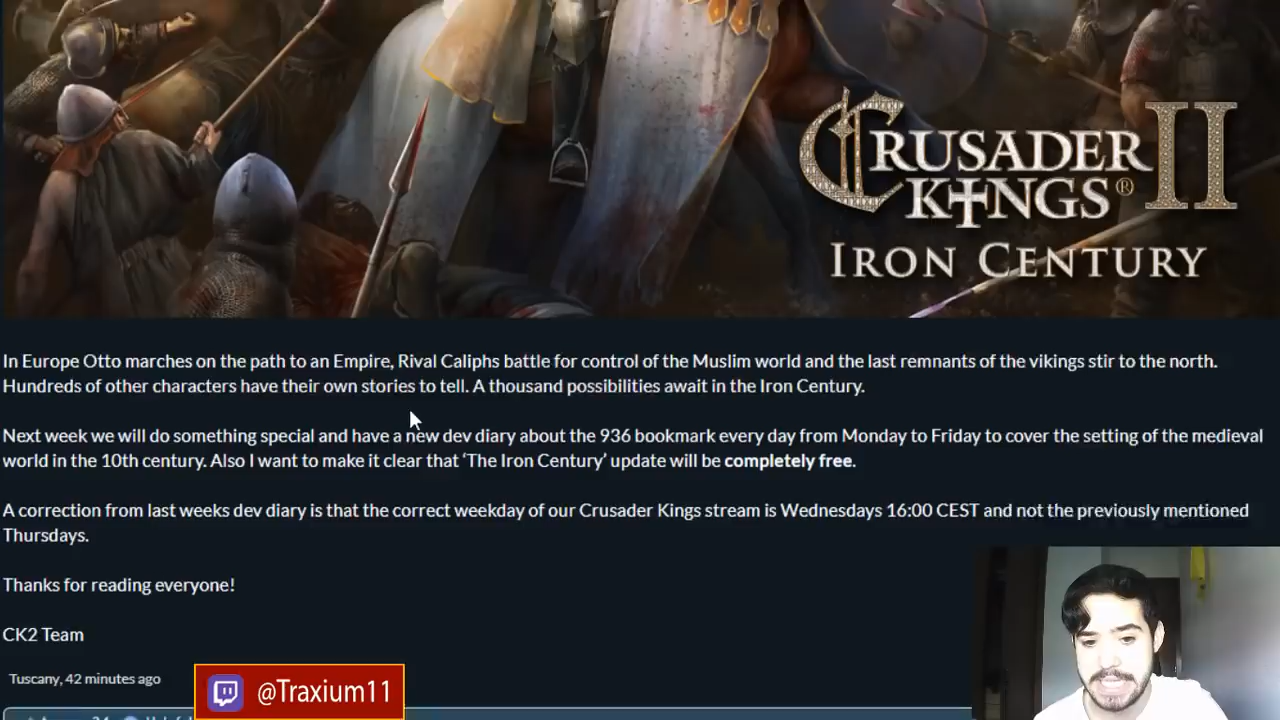 CRUSADER II
KINGS®
IRON CENTURY
In Europe Otto marches on the path to an Empire, Rival Caliphs battle for control of the Muslim world and the last remnants of the vikings stir to the north.
Hundreds of other characters have their own stories to tell. A thousand possibilities await in the Iron Century.
Next week we will do something special and have a new dev diary about the 936 bookmark every day from Monday to Friday to cover the setting of the medieval
world in the 10th century. Also I want to make it clear that ‘The Iron Century’ update will be completely free.
A correction from last weeks dev diary is that the correct weekday of our Crusader Kings stream is Wednesdays 16:00 CEST and not the previously mentioned
Thursdays.
Thanks for reading everyone!
CK2 Team
Tuscany, 42 minutes ago
@Traxium11